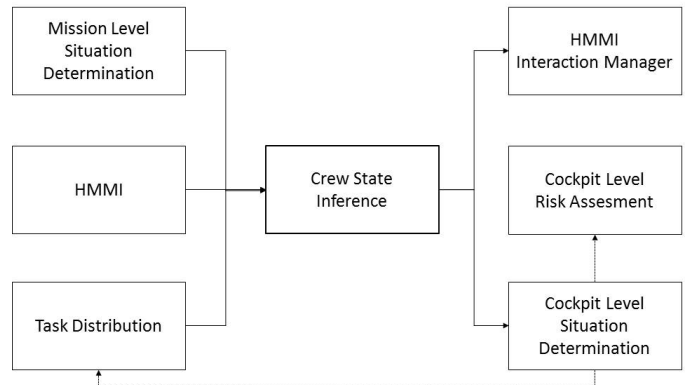 Mission Level
Situation
Determination
HMMI
Interaction Manager
HMMI
Crew State
Inference
Cockpit Level
Risk Assesment
Task Distribution
Cockpit Level
Situation
Determination